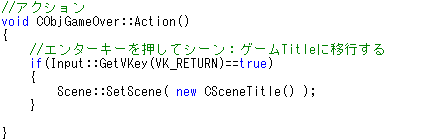 //アクション
void CObjGameOver::Action()
{
    //エンターキーを押してシーン：ゲームTitleに移行する
    if(Input::GetVKey(VK_RETURN)==true)
    {
        Scene::SetScene( new CSceneTitle() );
    }

}